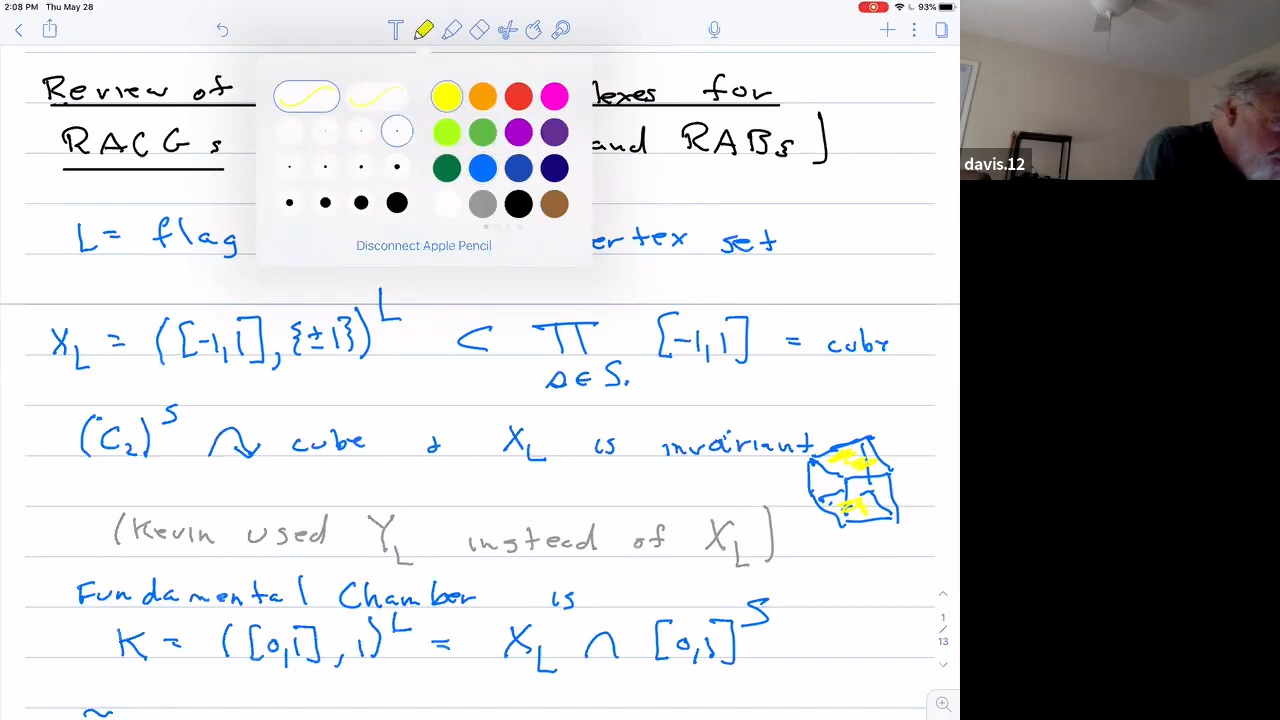 2:08 PM Thu May 28
93%
Review of lexes for
RACGs and RABs]
davis.12
Disconnect Apple Pencil
L = flag ertex set
X_L = ([-1,1], {±1})^L ⊂ ∏_{s∈S} [-1,1] = cube
(C_2)^S ↷ cube + X_L is invariant
(Kevin used Y_L instead of X_L)
Fundamental Chamber is
K = ([0,1], 1)^L = X_L ∩ [0,1]^S
1
13
≈